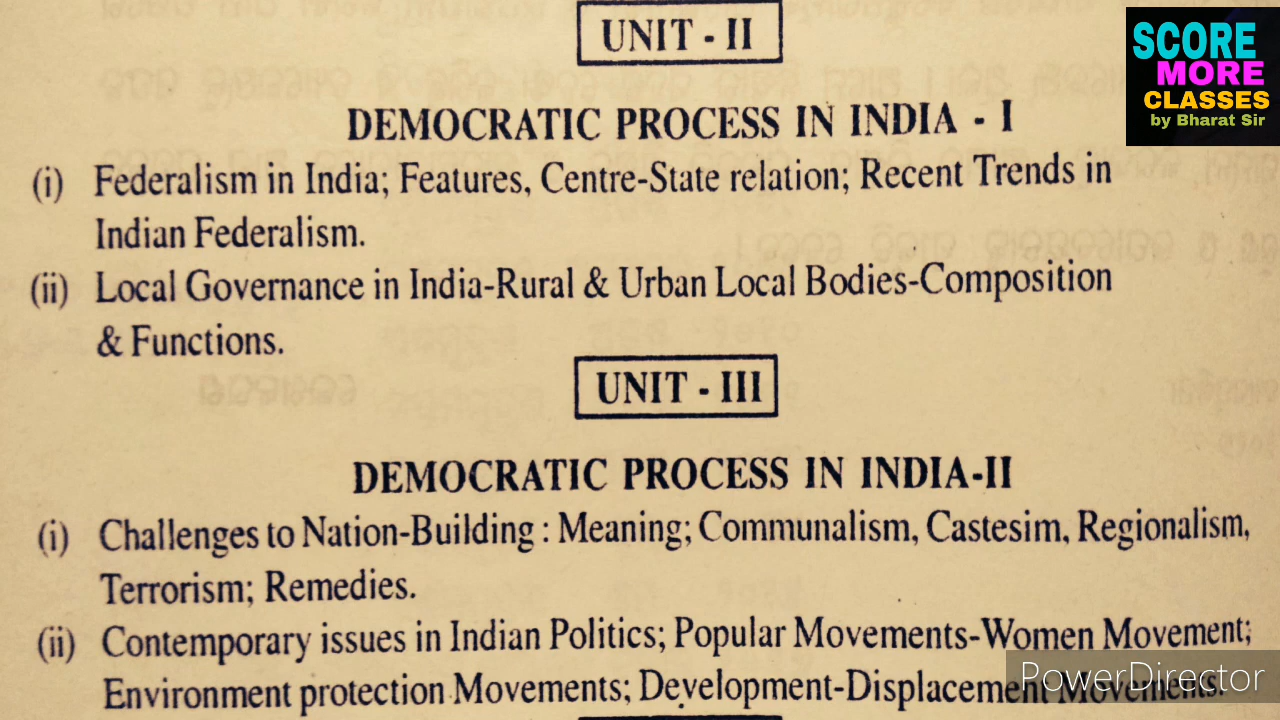 UNIT - II
SCORE
MORE
CLASSES
by Bharat Sir
DEMOCRATIC PROCESS IN INDIA - I
(i) Federalism in India; Features, Centre-State relation; Recent Trends in
Indian Federalism.
(ii) Local Governance in India-Rural & Urban Local Bodies-Composition
& Functions.
UNIT - III
DEMOCRATIC PROCESS IN INDIA-II
(i) Challenges to Nation-Building : Meaning; Communalism, Castesim, Regionalism,
Terrorism; Remedies.
(ii) Contemporary issues in Indian Politics; Popular Movements-Women Movement;
Environment protection Movements; Development-Displacement Movements.
PowerDirector